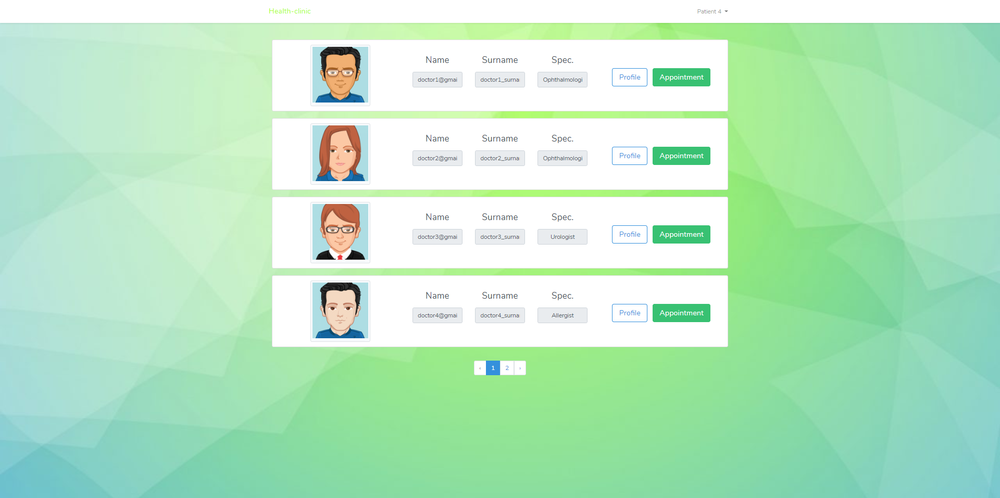 Health-clinic
Patient 4
Name Surname Spec.
doctor1@gmai doctor1_surna Ophthalmologi
Profile Appointment
Name Surname Spec.
doctor2@gmai doctor2_surna Ophthalmologi
Profile Appointment
Name Surname Spec.
doctor3@gmai doctor3_surna Urologist
Profile Appointment
Name Surname Spec.
doctor4@gmai doctor4_surna Allergist
Profile Appointment
‹ 1 2 ›